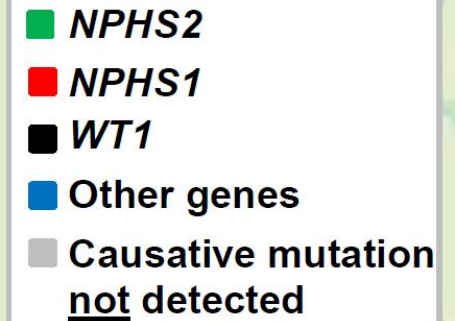 NPHS2
NPHS1
WT1
Other genes
Causative mutation
not detected